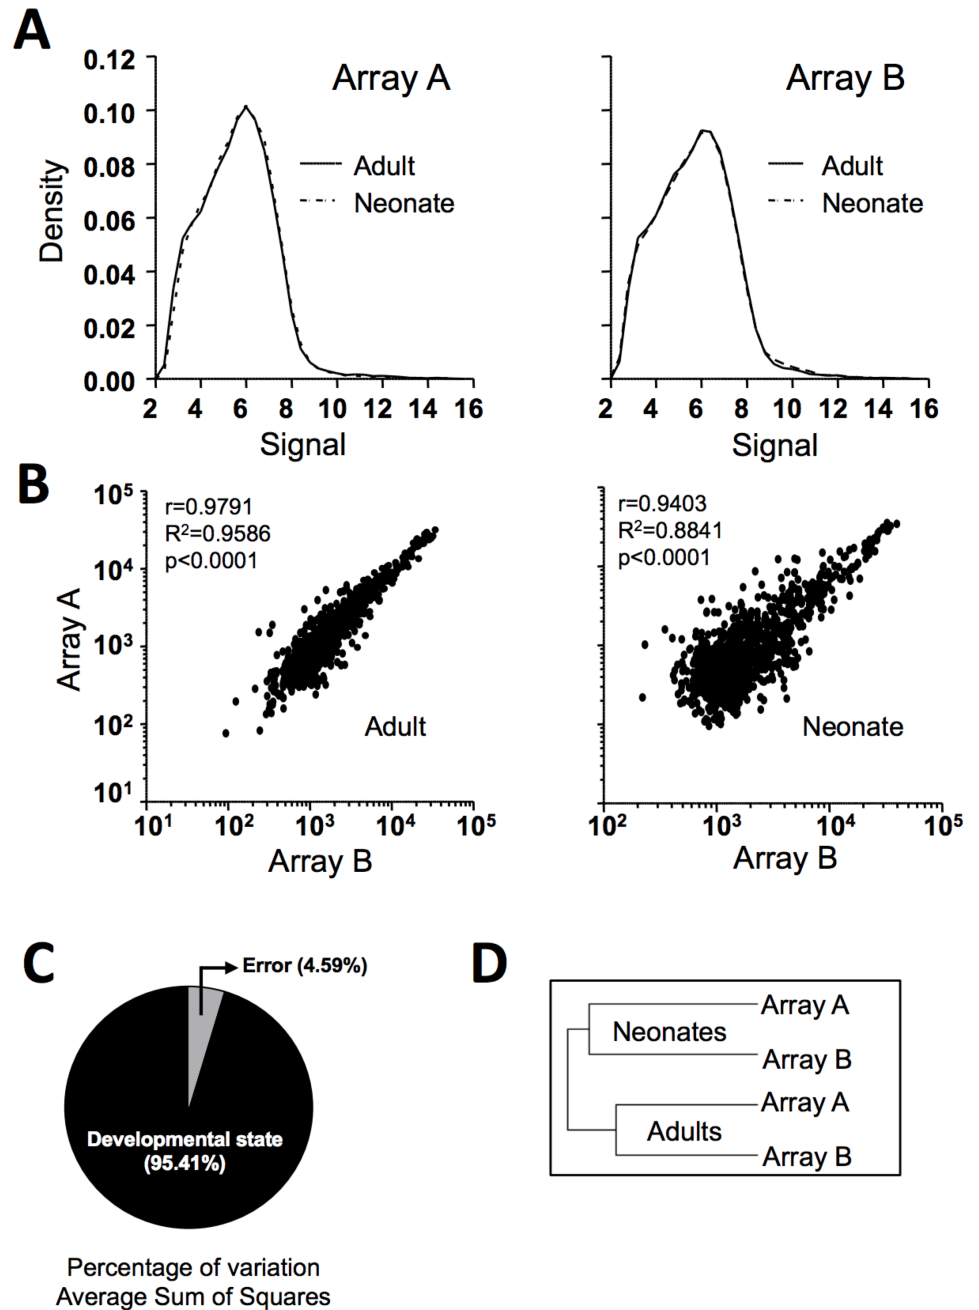 A
Array A
Adult
Neonate
Density
0.12
0.10
0.08
0.06
0.04
0.02
0.00
2 4 6 8 10 12 14 16
Signal
Array B
Adult
Neonate
2 4 6 8 10 12 14 16
Signal
B
r=0.9791
R²=0.9586
p<0.0001
Array A
10⁵
10⁴
10³
10²
10¹
Adult
10¹ 10² 10³ 10⁴ 10⁵
Array B
r=0.9403
R²=0.8841
p<0.0001
Neonate
10² 10³ 10⁴ 10⁵
Array B
C
Error (4.59%)
Developmental state
(95.41%)
Percentage of variation
Average Sum of Squares
D
Array A
Neonates
Array B
Array A
Adults
Array B